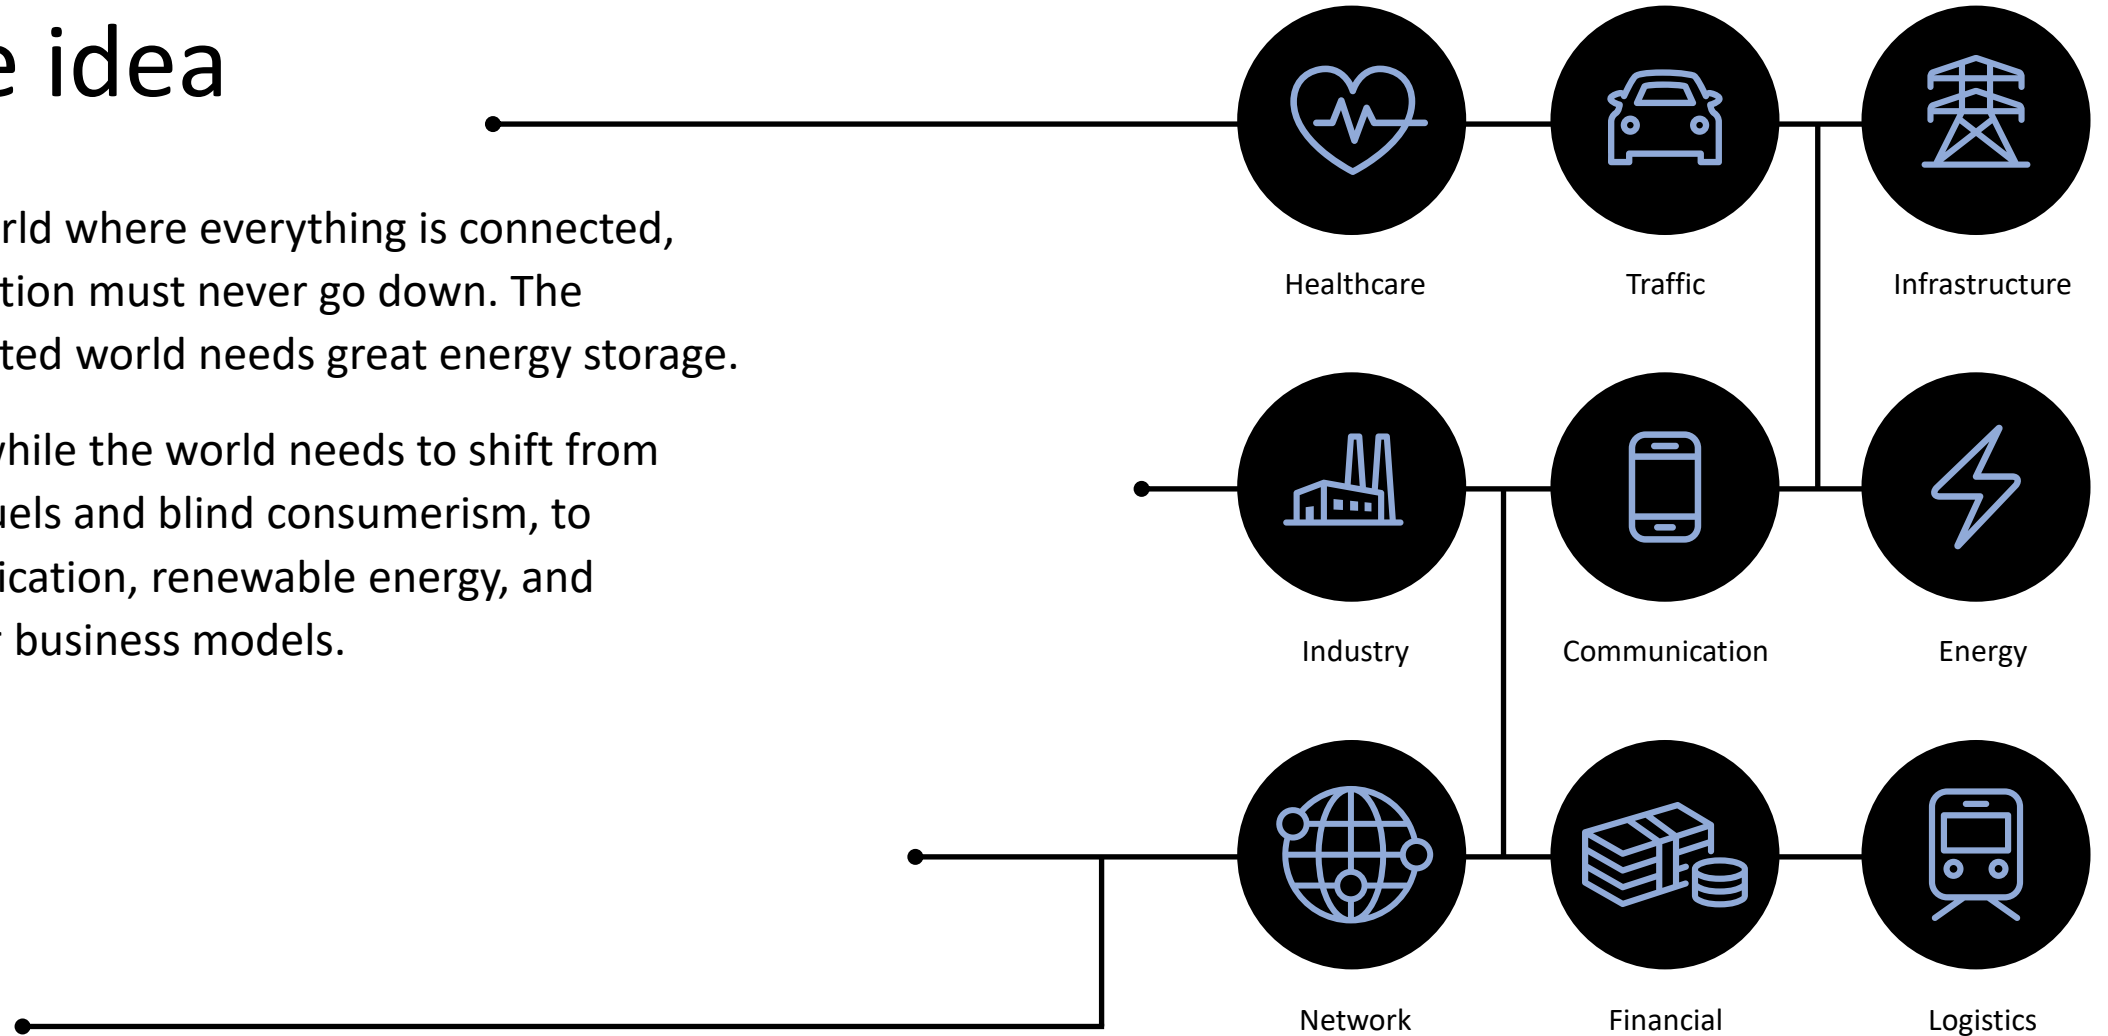 e idea
rld where everything is connected,
tion must never go down. The
ted world needs great energy storage.
while the world needs to shift from
uels and blind consumerism, to
ication, renewable energy, and
r business models.
Healthcare
Traffic
Infrastructure
Industry
Communication
Energy
Network
Financial
Logistics